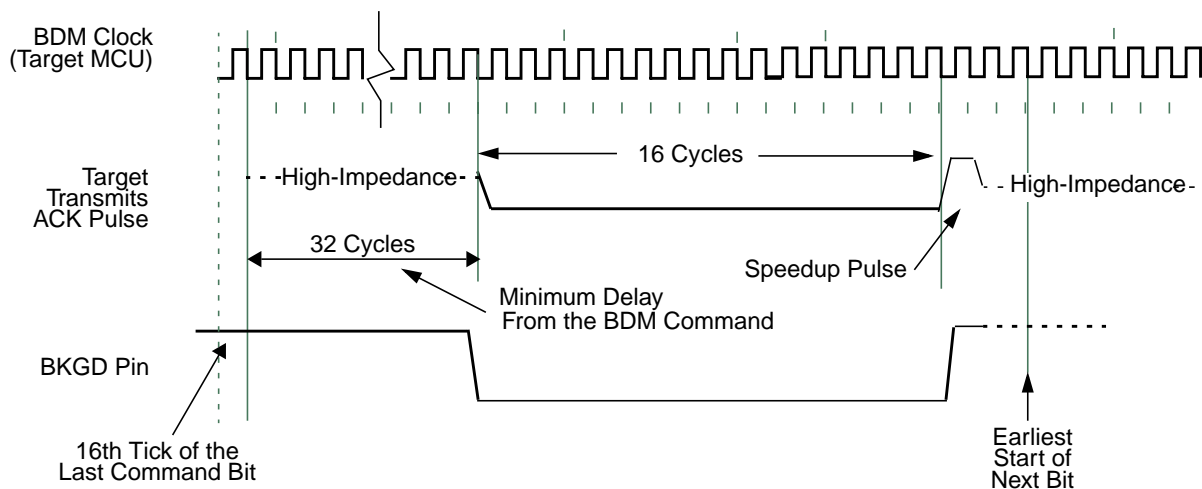 BDM Clock
(Target MCU)
16 Cycles
Target
Transmits
ACK Pulse
High-Impedance
High-Impedance
32 Cycles
Speedup Pulse
Minimum Delay
From the BDM Command
BKGD Pin
16th Tick of the
Last Command Bit
Earliest
Start of
Next Bit